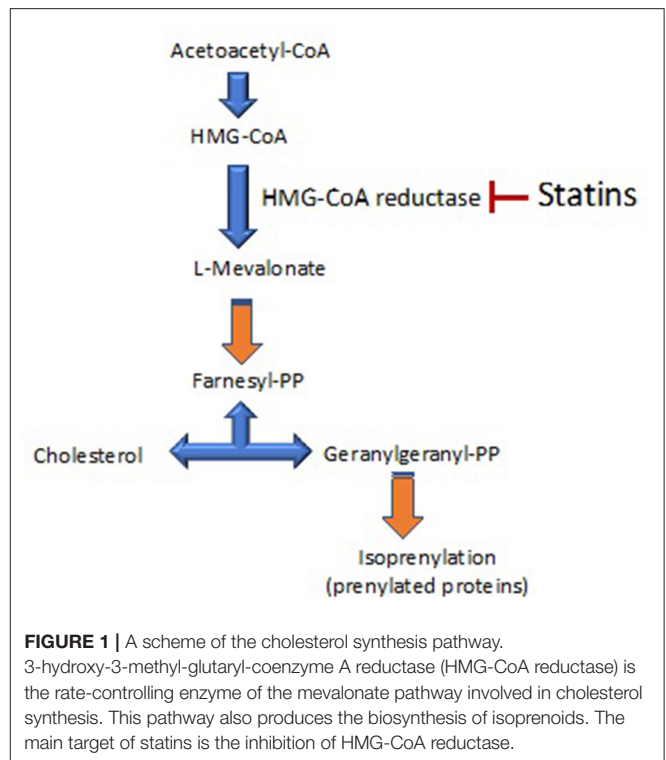 Acetoacetyl-CoA
HMG-CoA
HMG-CoA reductase Statins
L-Mevalonate
Farnesyl-PP
Cholesterol Geranylgeranyl-PP
Isoprenylation
(prenylated proteins)
FIGURE 1 | A scheme of the cholesterol synthesis pathway.
3-hydroxy-3-methyl-glutaryl-coenzyme A reductase (HMG-CoA reductase) is
the rate-controlling enzyme of the mevalonate pathway involved in cholesterol
synthesis. This pathway also produces the biosynthesis of isoprenoids. The
main target of statins is the inhibition of HMG-CoA reductase.